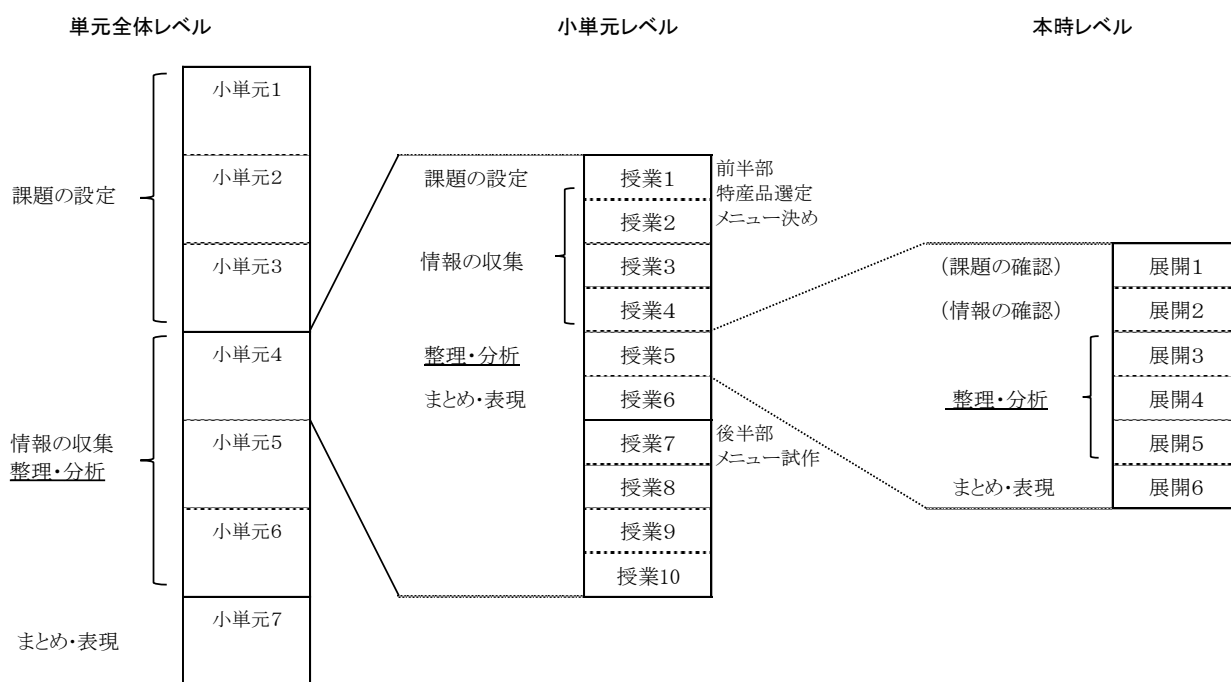 単元全体レベル
小単元レベル
本時レベル
小単元1
小単元2
小単元3
小単元4
小単元5
小単元6
小単元7
課題の設定
情報の収集
整理・分析
まとめ・表現
課題の設定
情報の収集
整理・分析
まとめ・表現
授業1
授業2
授業3
授業4
授業5
授業6
授業7
授業8
授業9
授業10
前半部
特産品選定
メニュー決め
後半部
メニュー試作
(課題の確認)
(情報の確認)
整理・分析
まとめ・表現
展開1
展開2
展開3
展開4
展開5
展開6